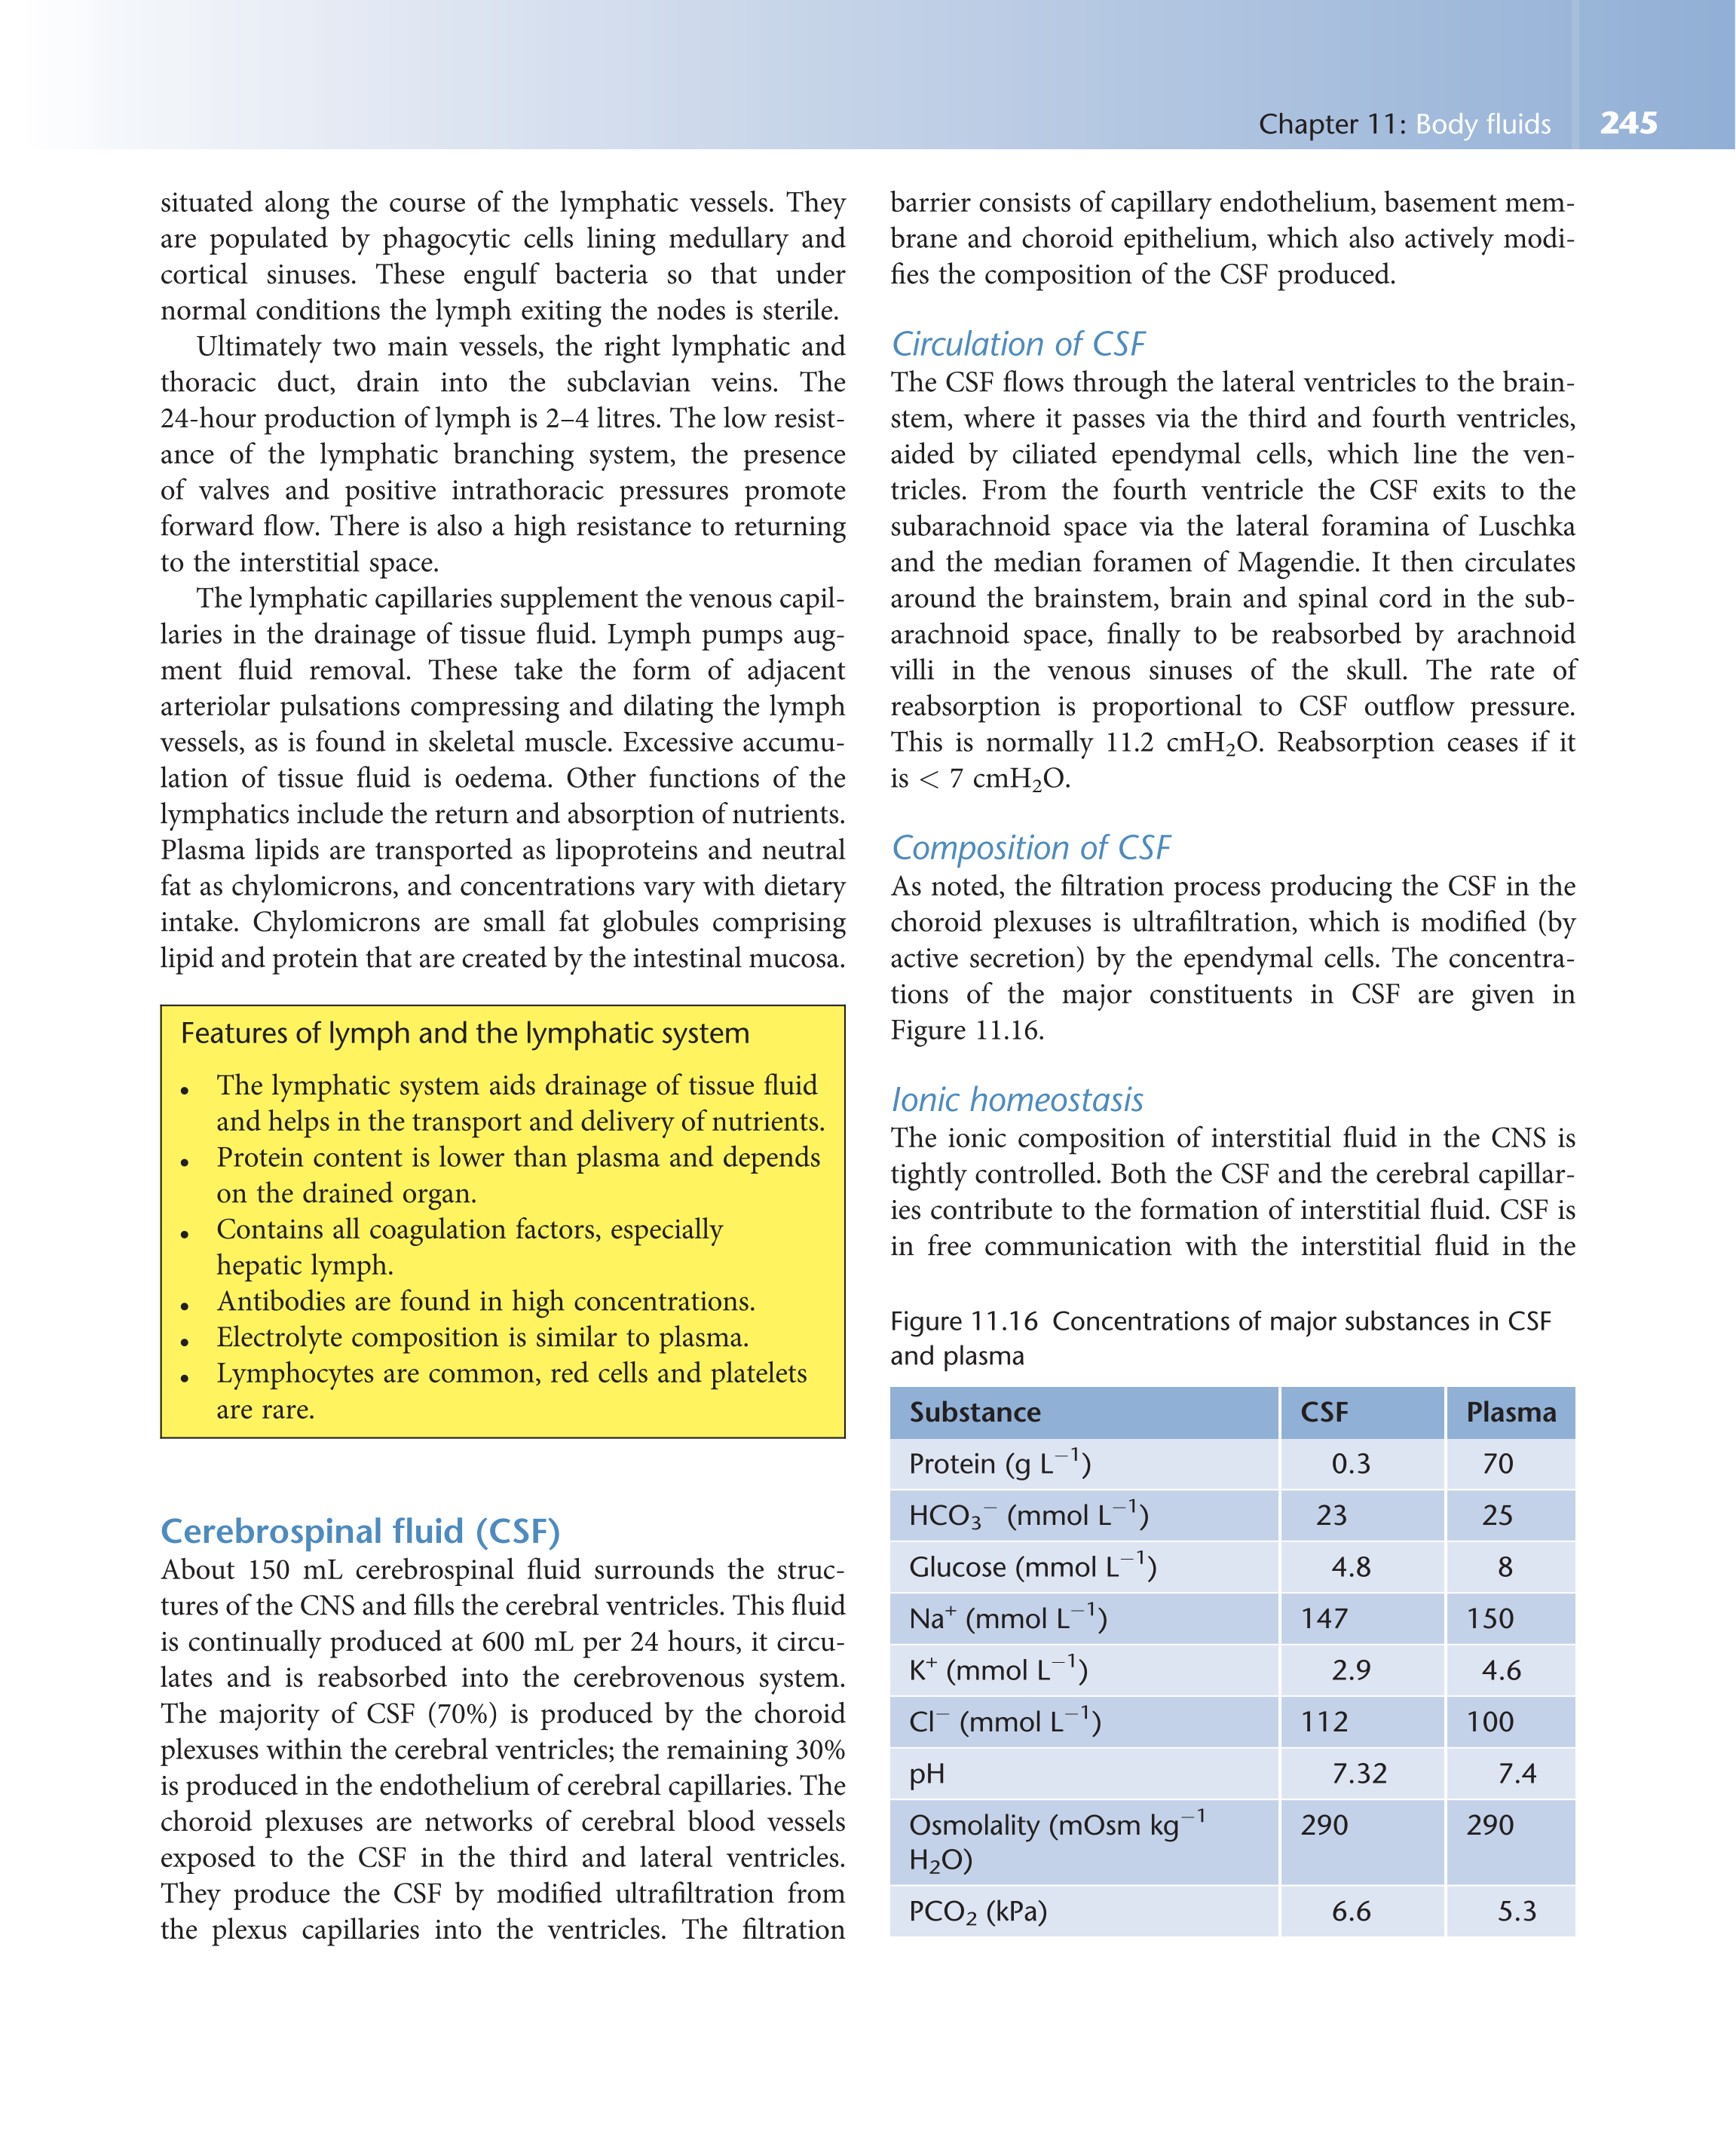 Chapter 11: Body fluids 245
situated along the course of the lymphatic vessels. They
are populated by phagocytic cells lining medullary and
cortical sinuses. These engulf bacteria so that under
normal conditions the lymph exiting the nodes is sterile.
Ultimately two main vessels, the right lymphatic and
thoracic duct, drain into the subclavian veins. The
24-hour production of lymph is 2–4 litres. The low resist-
ance of the lymphatic branching system, the presence
of valves and positive intrathoracic pressures promote
forward flow. There is also a high resistance to returning
to the interstitial space.
The lymphatic capillaries supplement the venous capil-
laries in the drainage of tissue fluid. Lymph pumps aug-
ment fluid removal. These take the form of adjacent
arteriolar pulsations compressing and dilating the lymph
vessels, as is found in skeletal muscle. Excessive accumu-
lation of tissue fluid is oedema. Other functions of the
lymphatics include the return and absorption of nutrients.
Plasma lipids are transported as lipoproteins and neutral
fat as chylomicrons, and concentrations vary with dietary
intake. Chylomicrons are small fat globules comprising
lipid and protein that are created by the intestinal mucosa.
Features of lymph and the lymphatic system
• The lymphatic system aids drainage of tissue fluid
and helps in the transport and delivery of nutrients.
• Protein content is lower than plasma and depends
on the drained organ.
• Contains all coagulation factors, especially
hepatic lymph.
• Antibodies are found in high concentrations.
• Electrolyte composition is similar to plasma.
• Lymphocytes are common, red cells and platelets
are rare.
Cerebrospinal fluid (CSF)
About 150 mL cerebrospinal fluid surrounds the struc-
tures of the CNS and fills the cerebral ventricles. This fluid
is continually produced at 600 mL per 24 hours, it circu-
lates and is reabsorbed into the cerebrovenous system.
The majority of CSF (70%) is produced by the choroid
plexuses within the cerebral ventricles; the remaining 30%
is produced in the endothelium of cerebral capillaries. The
choroid plexuses are networks of cerebral blood vessels
exposed to the CSF in the third and lateral ventricles.
They produce the CSF by modified ultrafiltration from
the plexus capillaries into the ventricles. The filtration
barrier consists of capillary endothelium, basement mem-
brane and choroid epithelium, which also actively modi-
fies the composition of the CSF produced.
Circulation of CSF
The CSF flows through the lateral ventricles to the brain-
stem, where it passes via the third and fourth ventricles,
aided by ciliated ependymal cells, which line the ven-
tricles. From the fourth ventricle the CSF exits to the
subarachnoid space via the lateral foramina of Luschka
and the median foramen of Magendie. It then circulates
around the brainstem, brain and spinal cord in the sub-
arachnoid space, finally to be reabsorbed by arachnoid
villi in the venous sinuses of the skull. The rate of
reabsorption is proportional to CSF outflow pressure.
This is normally 11.2 cmH₂O. Reabsorption ceases if it
is < 7 cmH₂O.
Composition of CSF
As noted, the filtration process producing the CSF in the
choroid plexuses is ultrafiltration, which is modified (by
active secretion) by the ependymal cells. The concentra-
tions of the major constituents in CSF are given in
Figure 11.16.
Ionic homeostasis
The ionic composition of interstitial fluid in the CNS is
tightly controlled. Both the CSF and the cerebral capillar-
ies contribute to the formation of interstitial fluid. CSF is
in free communication with the interstitial fluid in the
Figure 11.16 Concentrations of major substances in CSF
and plasma
Substance CSF Plasma
Protein (g L⁻¹) 0.3 70
HCO₃⁻ (mmol L⁻¹) 23 25
Glucose (mmol L⁻¹) 4.8 8
Na⁺ (mmol L⁻¹) 147 150
K⁺ (mmol L⁻¹) 2.9 4.6
Cl⁻ (mmol L⁻¹) 112 100
pH 7.32 7.4
Osmolality (mOsm kg⁻¹ 290 290
H₂O)
PCO₂ (kPa) 6.6 5.3